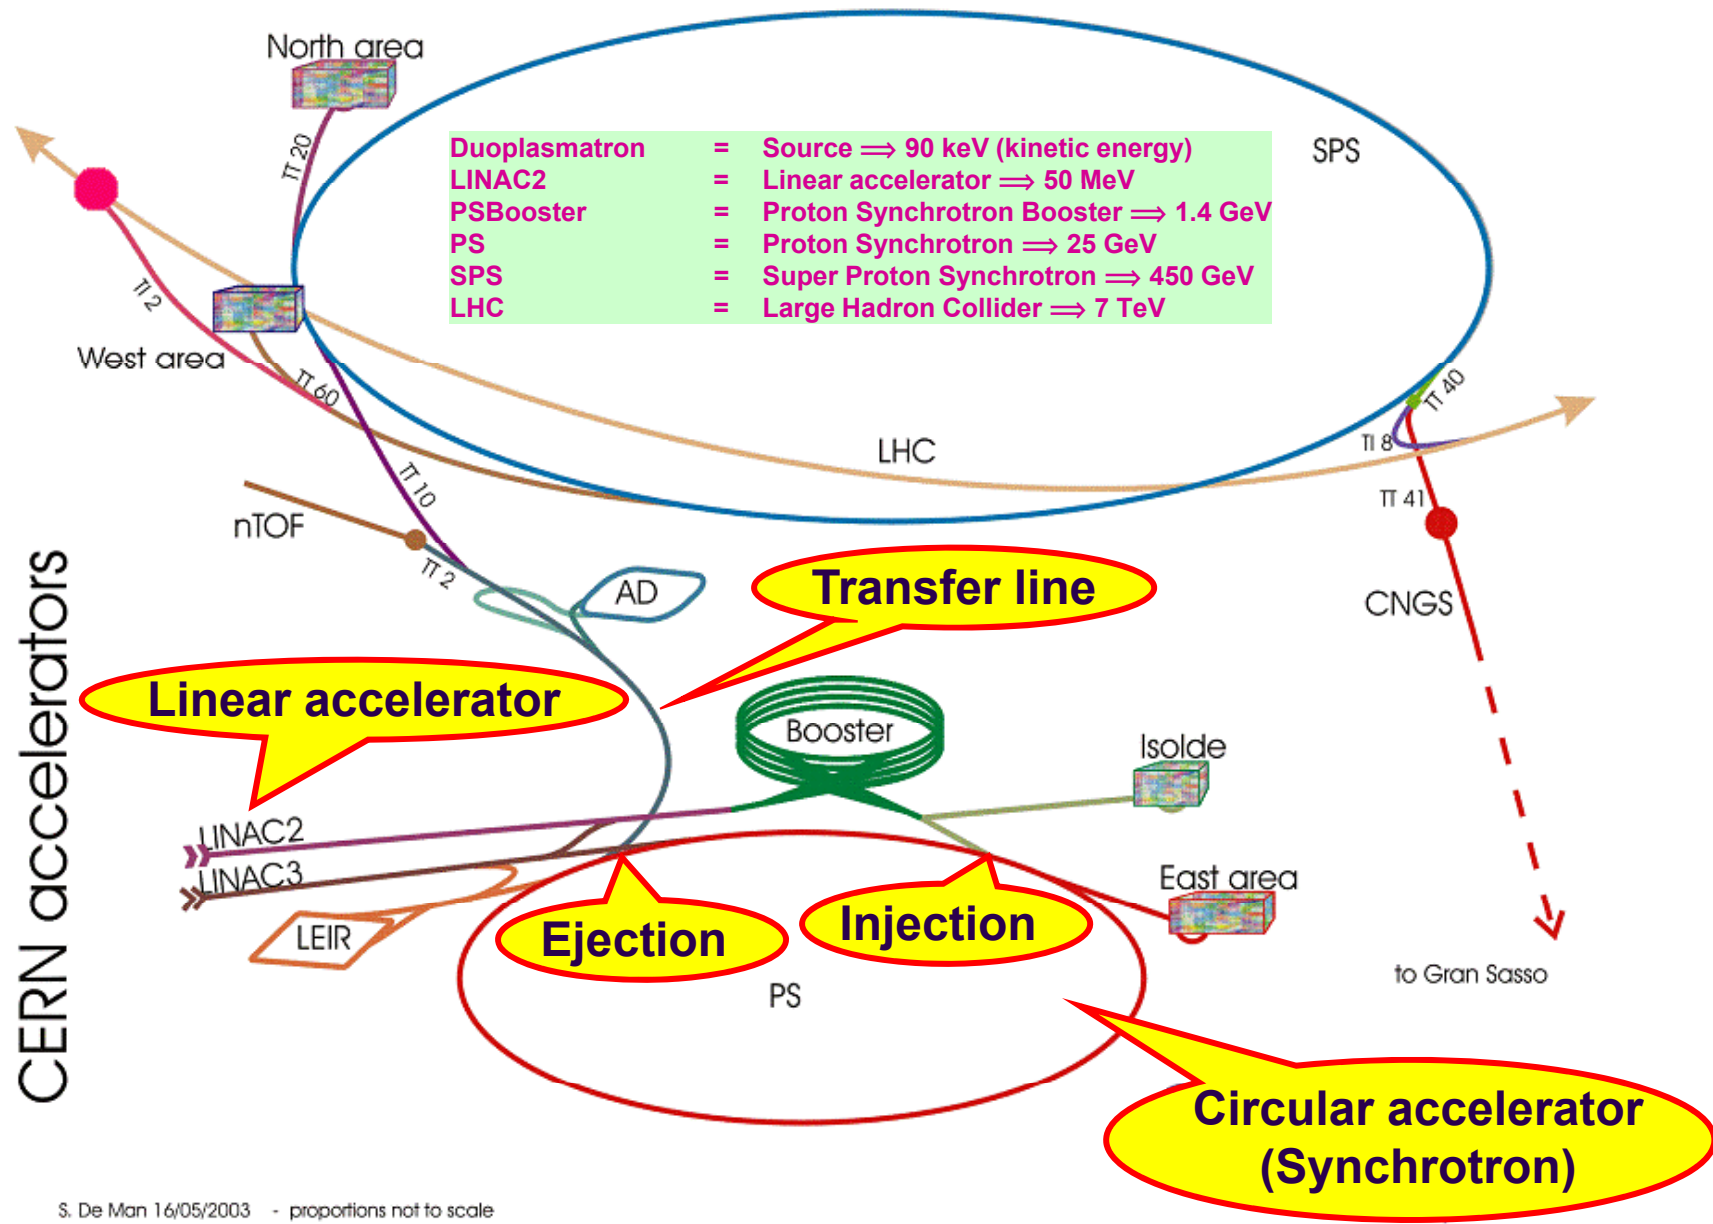 North area
SPS
TT 20
Duoplasmatron = Source ⟹ 90 keV (kinetic energy)
LINAC2 = Linear accelerator ⟹ 50 MeV
PSBooster = Proton Synchrotron Booster ⟹ 1.4 GeV
PS = Proton Synchrotron ⟹ 25 GeV
SPS = Super Proton Synchrotron ⟹ 450 GeV
LHC = Large Hadron Collider ⟹ 7 TeV
TI 2
West area
TT 60
TT 40
LHC
TI 8
TT 10
TT 41
nTOF
TT 2
AD
Transfer line
CNGS
CERN accelerators
Linear accelerator
Booster
Isolde
LINAC2
LINAC3
East area
LEIR
Ejection
Injection
PS
to Gran Sasso
Circular accelerator
(Synchrotron)
S. De Man 16/05/2003 - proportions not to scale